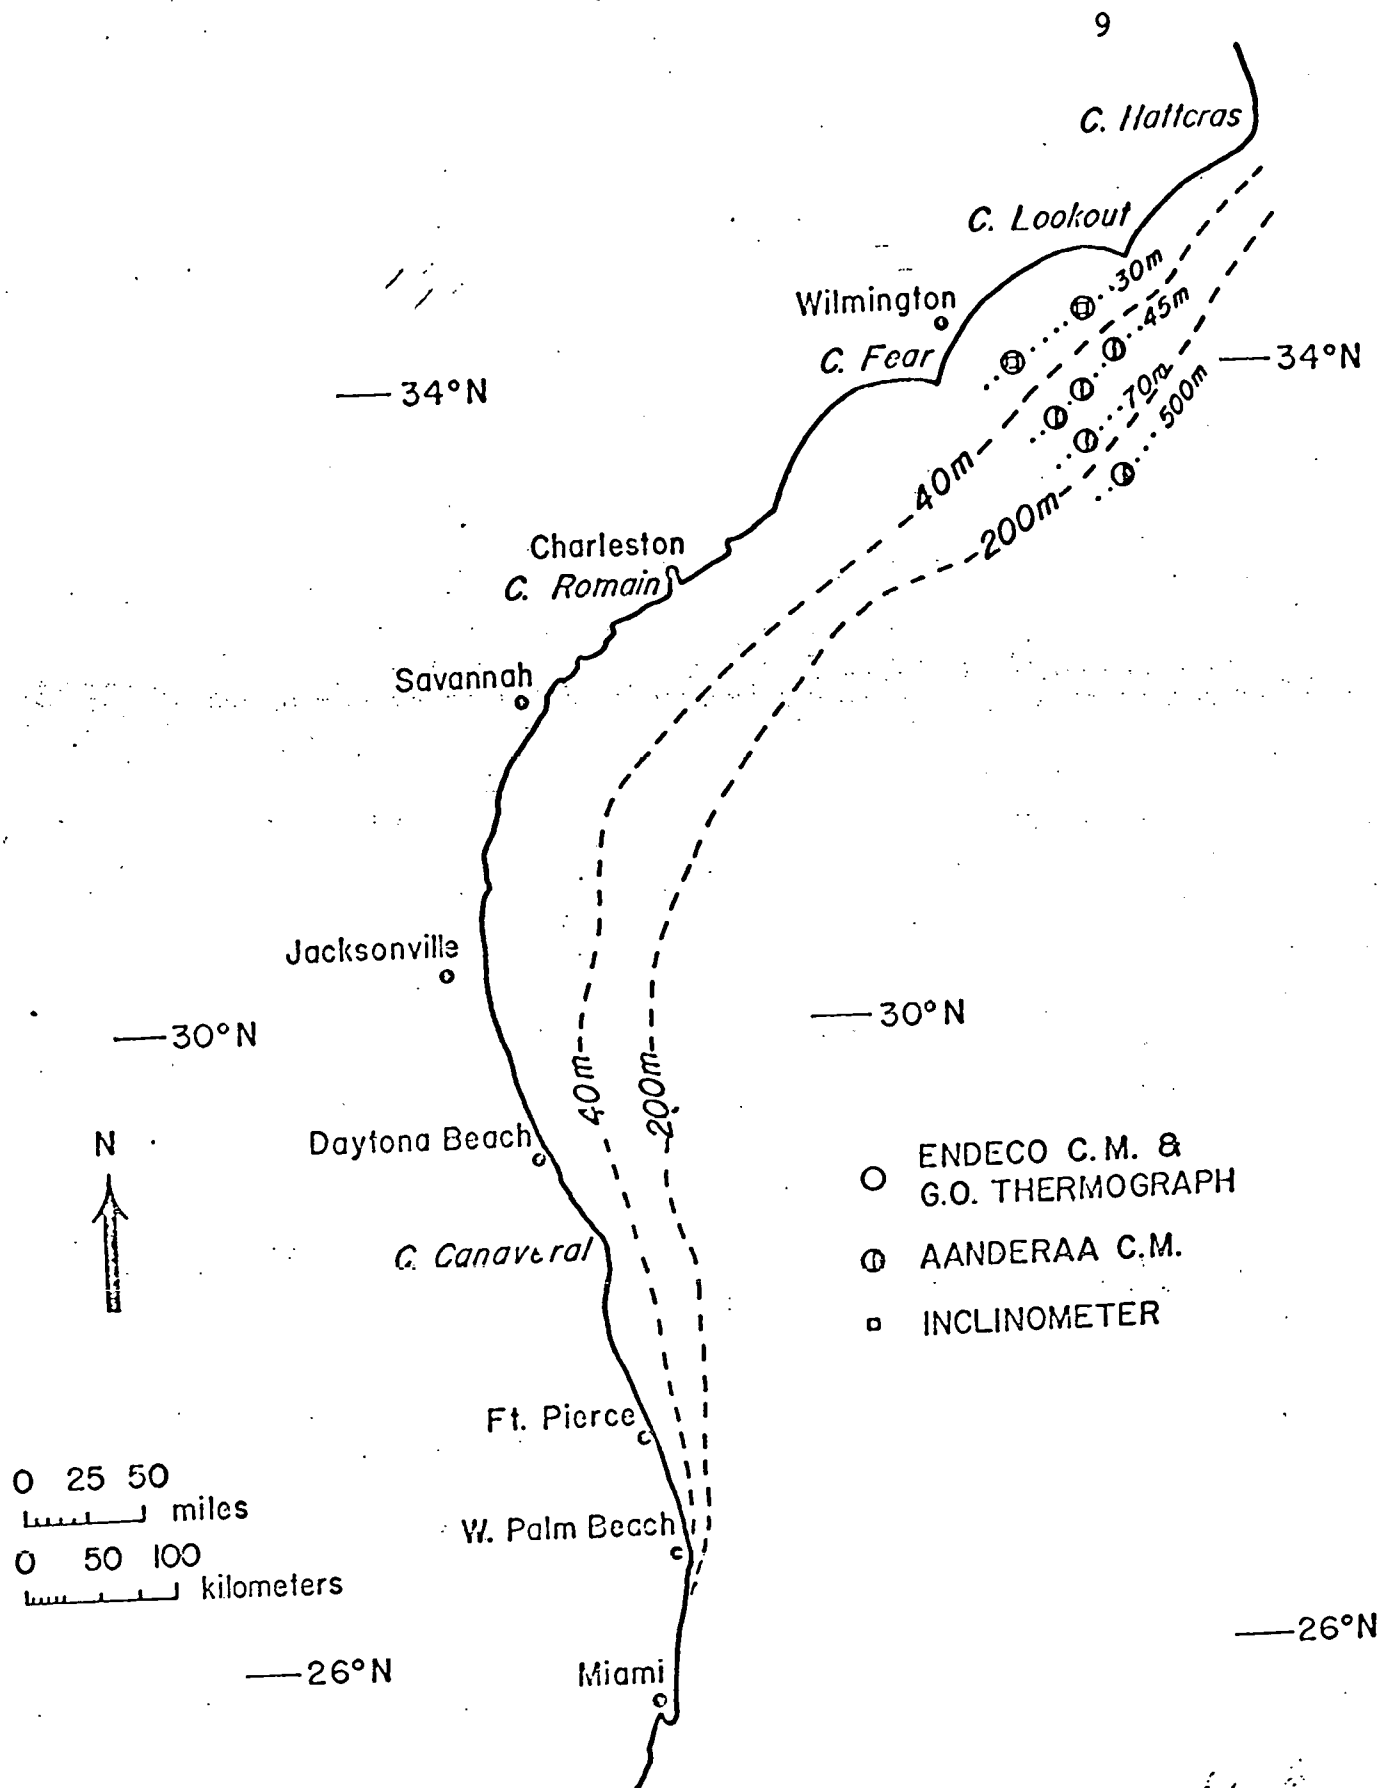 9
C. Hatteras
C. Lookout
30m
Wilmington
45m
C. Fear
34°N
34°N
70m
500m
40m
200m
Charleston
C. Romain
Savannah
Jacksonville
30°N
30°N
40m
200m
N
Daytona Beach
ENDECO C.M. &
G.O. THERMOGRAPH
C. Canaveral
AANDERAA C.M.
INCLINOMETER
Ft. Pierce
0 25 50
miles
W. Palm Beach
0 50 100
kilometers
26°N
26°N
Miami